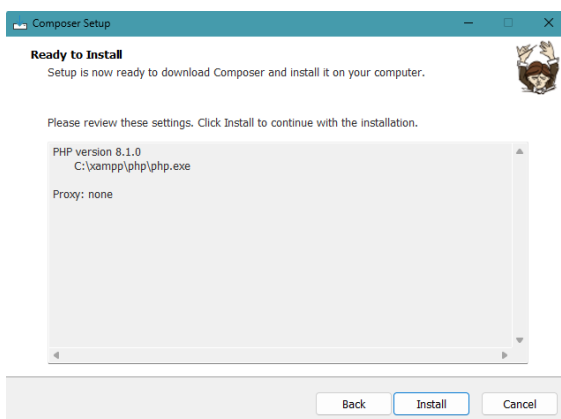 Composer Setup
Ready to Install
Setup is now ready to download Composer and install it on your computer.
Please review these settings. Click Install to continue with the installation.
PHP version 8.1.0
C:\xampp\php\php.exe
Proxy: none
Back Install Cancel